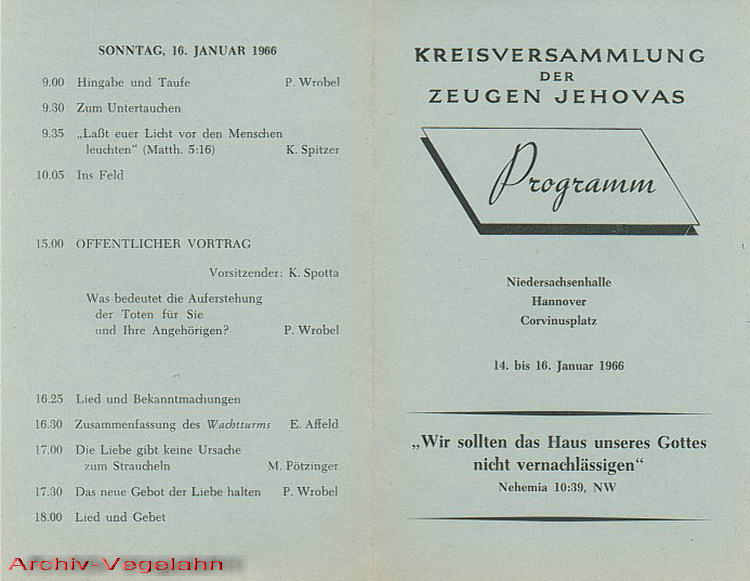 SONNTAG, 16. JANUAR 1966
9.00 Hingabe und Taufe P. Wrobel
9.30 Zum Untertauchen
9.35 „Laßt euer Licht vor den Menschen
leuchten“ (Matth. 5:16) K. Spitzer
10.05 Ins Feld
15.00 ÖFFENTLICHER VORTRAG
Vorsitzender: K. Spotta
Was bedeutet die Auferstehung
der Toten für Sie
und Ihre Angehörigen? P. Wrobel
16.25 Lied und Bekanntmachungen
16.30 Zusammenfassung des Wachtturms E. Affeld
17.00 Die Liebe gibt keine Ursache
zum Straucheln M. Pötzinger
17.30 Das neue Gebot der Liebe halten P. Wrobel
18.00 Lied und Gebet
Archiv-Vegelahn
KREISVERSAMMLUNG
DER
ZEUGEN JEHOVAS
Programm
Niedersachsenhalle
Hannover
Corvinusplatz
14. bis 16. Januar 1966
„Wir sollten das Haus unseres Gottes
nicht vernachlässigen“
Nehemia 10:39, NW